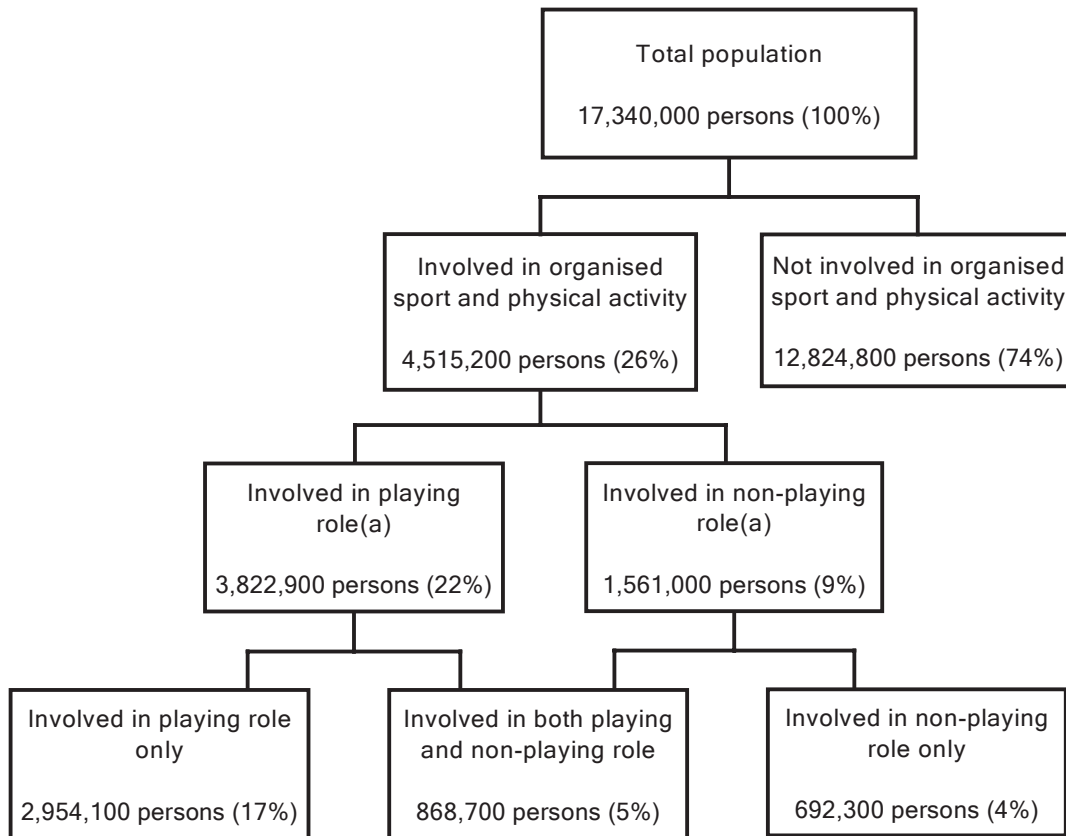 Total population
17,340,000 persons (100%)
Involved in organised
sport and physical activity
4,515,200 persons (26%)
Not involved in organised
sport and physical activity
12,824,800 persons (74%)
Involved in playing
role(a)
3,822,900 persons (22%)
Involved in non-playing
role(a)
1,561,000 persons (9%)
Involved in playing role
only
2,954,100 persons (17%)
Involved in both playing
and non-playing role
868,700 persons (5%)
Involved in non-playing
role only
692,300 persons (4%)